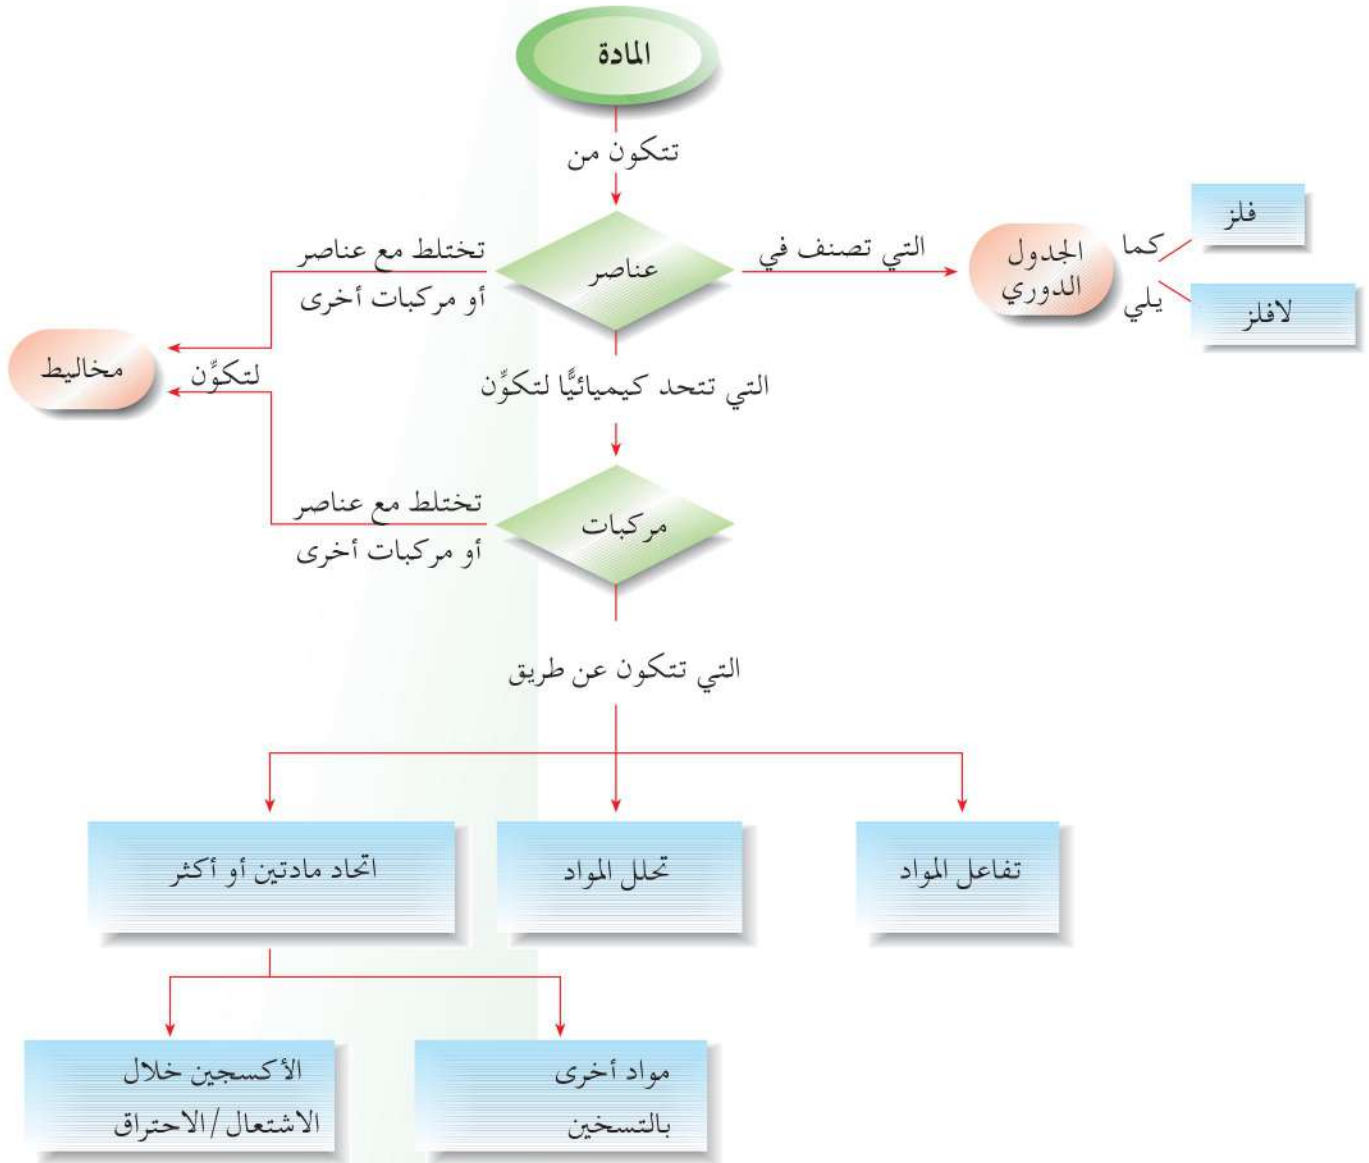 المادة
تتكون من
عناصر
التي تصنف في
الجدول
الدوري
كما
يلي
فلز
لافلز
تختلط مع عناصر
أو مركبات أخرى
لتكوِّن
مخاليط
التي تتحد كيميائيًّا لتكوِّن
مركبات
تختلط مع عناصر
أو مركبات أخرى
التي تتكون عن طريق
تفاعل المواد
تحلل المواد
اتحاد مادتين أو أكثر
مواد أخرى
بالتسخين
الأكسجين خلال
الاشتعال/الاحتراق